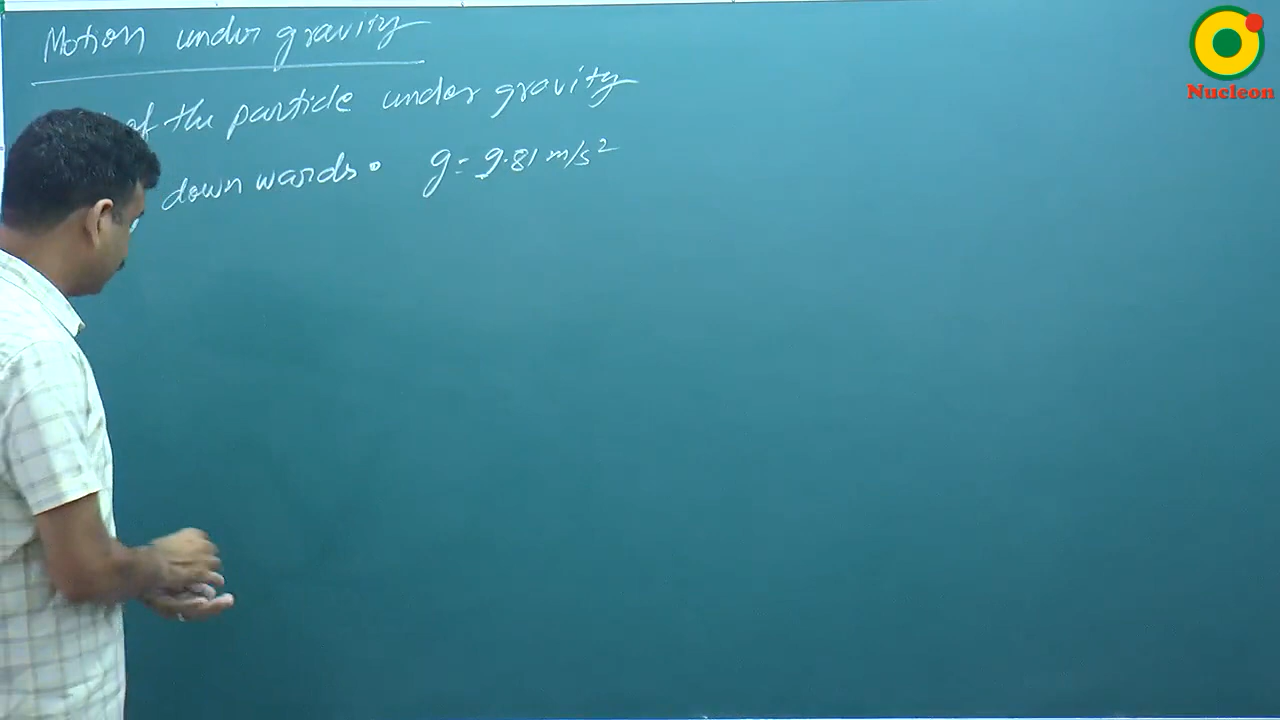 Motion under gravity
of the particle under gravity
downwards. g = 9.81 m/s²
Nucleon